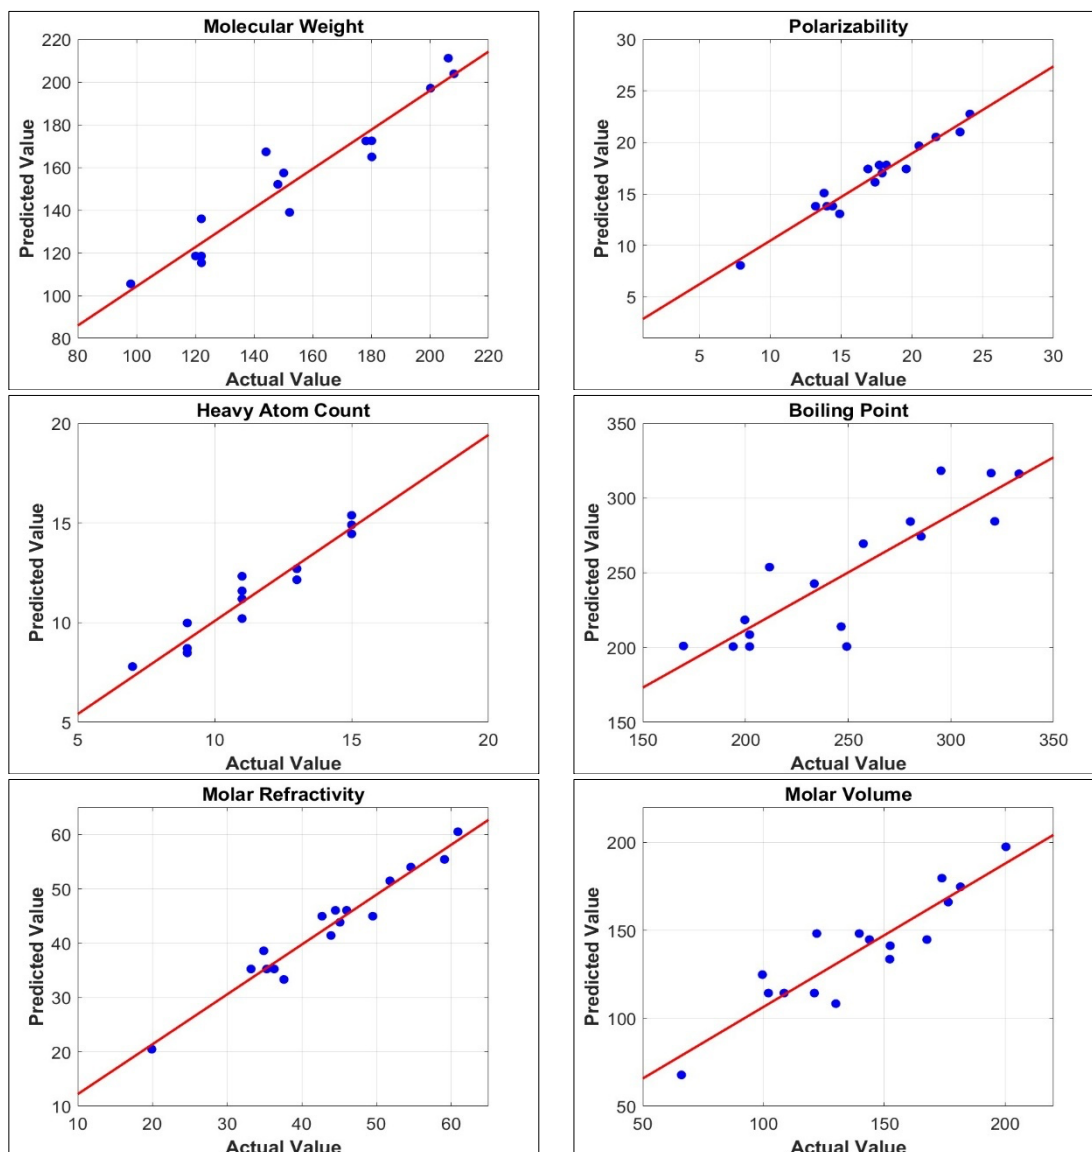 Molecular Weight
220
200
180
160
140
120
100
80
Predicted Value
80 100 120 140 160 180 200 220
Actual Value
Polarizability
30
25
20
15
10
5
Predicted Value
5 10 15 20 25 30
Actual Value
Heavy Atom Count
20
15
10
5
Predicted Value
5 10 15 20
Actual Value
Boiling Point
350
300
250
200
150
Predicted Value
150 200 250 300 350
Actual Value
Molar Refractivity
60
50
40
30
20
10
Predicted Value
10 20 30 40 50 60
Actual Value
Molar Volume
200
150
100
50
Predicted Value
50 100 150 200
Actual Value